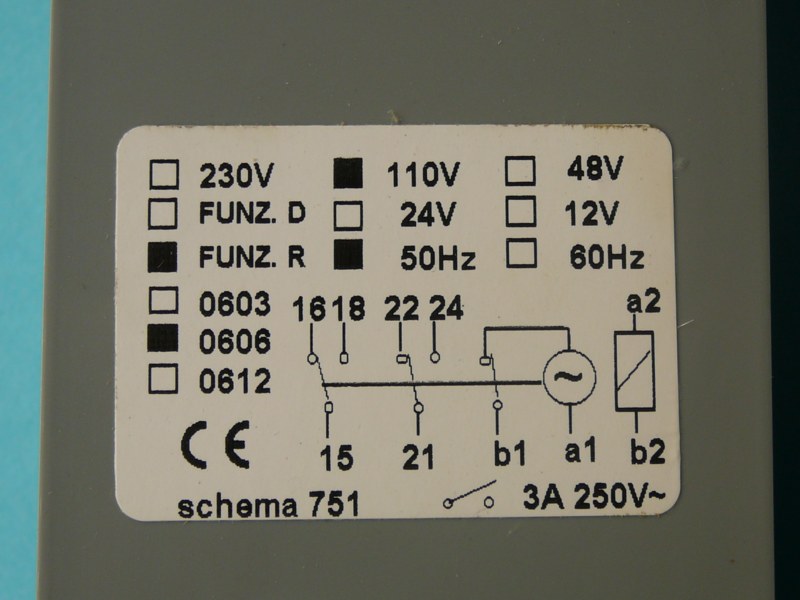 230V 110V 48V
FUNZ. D 24V 12V
FUNZ. R 50Hz 60Hz
0603 16 18 22 24 a2
0606
0612
CE 15 21 b1 a1 b2
schema 751 3A 250V~